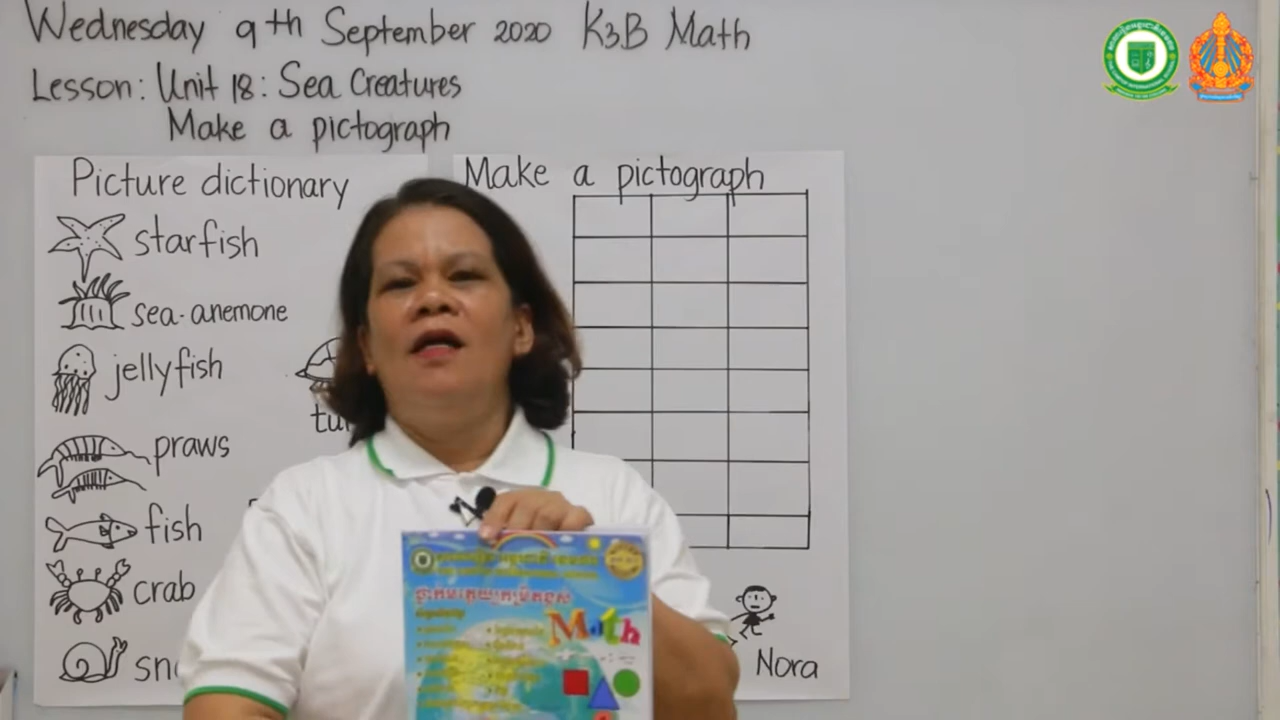 Wednesday 9th September 2020 K3B Math
Lesson: Unit 18: Sea Creatures
Make a pictograph
Picture dictionary
starfish
sea-anemone
jellyfish
praws
fish
crab
Make a pictograph
Nora
Math